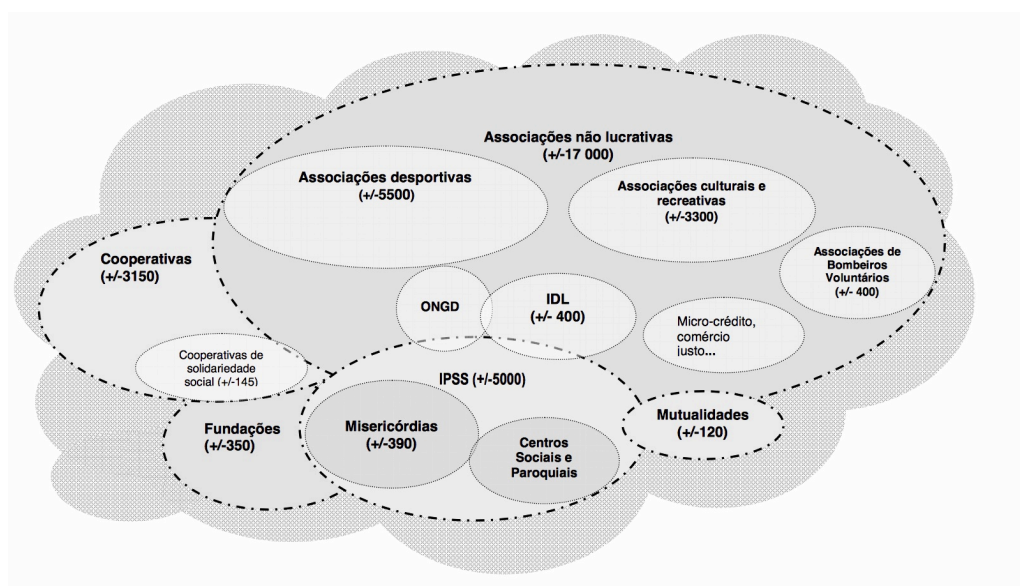 Associações não lucrativas
(+/-17 000)
Associações desportivas
(+/-5500)
Associações culturais e
recreativas
(+/-3300)
Associações de
Bombeiros
Voluntários
(+/- 400)
Cooperativas
(+/-3150)
ONGD
IDL
(+/- 400)
Micro-crédito,
comércio
justo...
Cooperativas de
solidariedade
social (+/-145)
IPSS (+/-5000)
Fundações
(+/-350)
Misericórdias
(+/-390)
Centros
Sociais e
Paroquiais
Mutualidades
(+/-120)